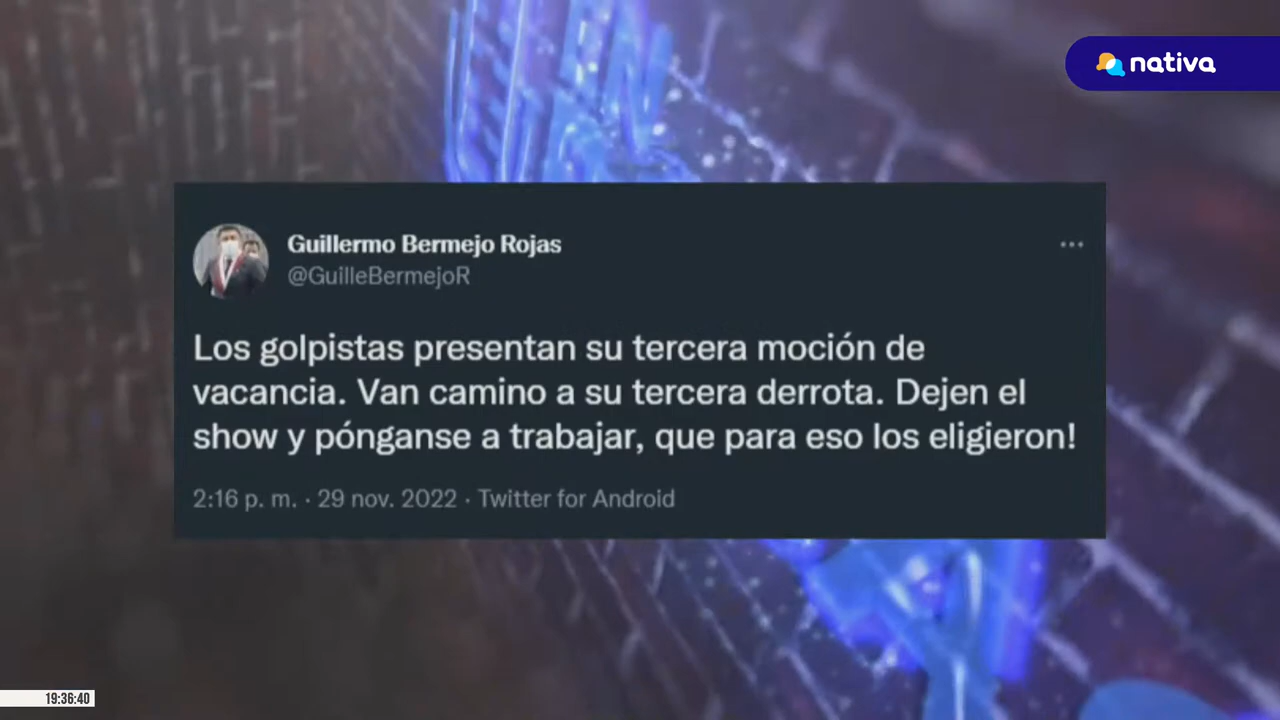 nativa
Guillermo Bermejo Rojas
@GuilleBermejoR
Los golpistas presentan su tercera moción de
vacancia. Van camino a su tercera derrota. Dejen el
show y pónganse a trabajar, que para eso los eligieron!
2:16 p. m. · 29 nov. 2022 · Twitter for Android
19:36:40